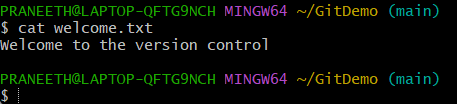 PRANEETH@LAPTOP-QFTG9NCH MINGW64 ~/GitDemo (main)
$ cat welcome.txt
Welcome to the version control
PRANEETH@LAPTOP-QFTG9NCH MINGW64 ~/GitDemo (main)
$